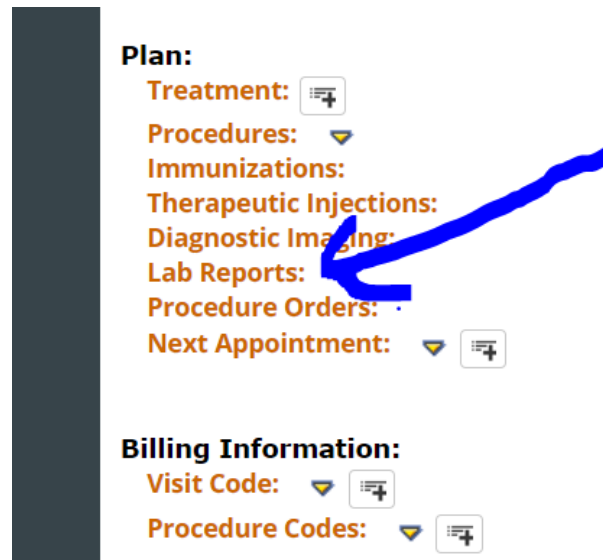 Plan:
Treatment:
Procedures:
Immunizations:
Therapeutic Injections:
Diagnostic Imaging:
Lab Reports:
Procedure Orders:
Next Appointment:
Billing Information:
Visit Code:
Procedure Codes: